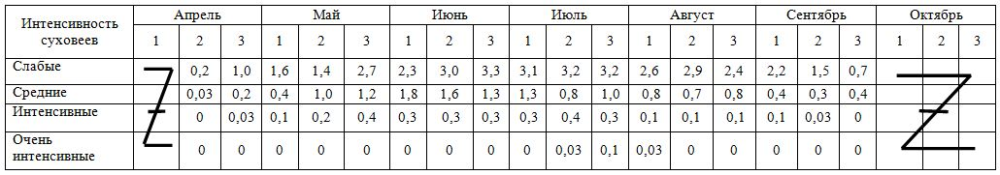 Интенсивность суховеев Апрель Май Июнь Июль Август Сентябрь Октябрь
1 2 3 1 2 3 1 2 3 1 2 3 1 2 3 1 2 3 1 2 3
Слабые 0,2 1,0 1,6 1,4 2,7 2,3 3,0 3,3 3,1 3,2 3,2 2,6 2,9 2,4 2,2 1,5 0,7
Средние 0,03 0,2 0,4 1,0 1,2 1,8 1,6 1,3 1,3 0,8 1,0 0,8 0,7 0,8 0,4 0,3 0,4
Интенсивные 0 0,03 0,1 0,2 0,4 0,3 0,3 0,3 0,3 0,4 0,3 0,1 0,1 0,1 0,1 0,03 0
Очень интенсивные 0 0 0 0 0 0 0 0 0 0,03 0,1 0,03 0 0 0 0 0